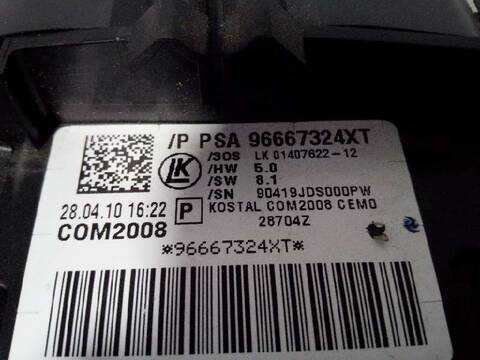 /P PSA 96667324XT
/SOS LK 01407622-12
/HW 5.0
/SW 8.1
/SN 90419JDS000PW
LK
28.04.10 16:22 P KOSTAL COM2008 CEMO
COM2008 28704Z
*96667324XT*